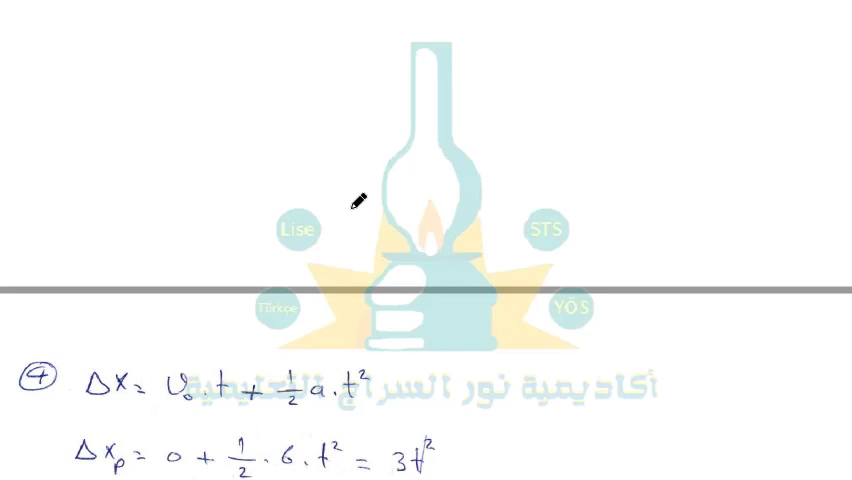 Lise STS
Türkçe YÖS
④ Δx = v₀.t + 1/2 a.t²
أكاديمية نور السراج التعليمية
Δxₚ = 0 + 1/2 . 6 . t² = 3t²